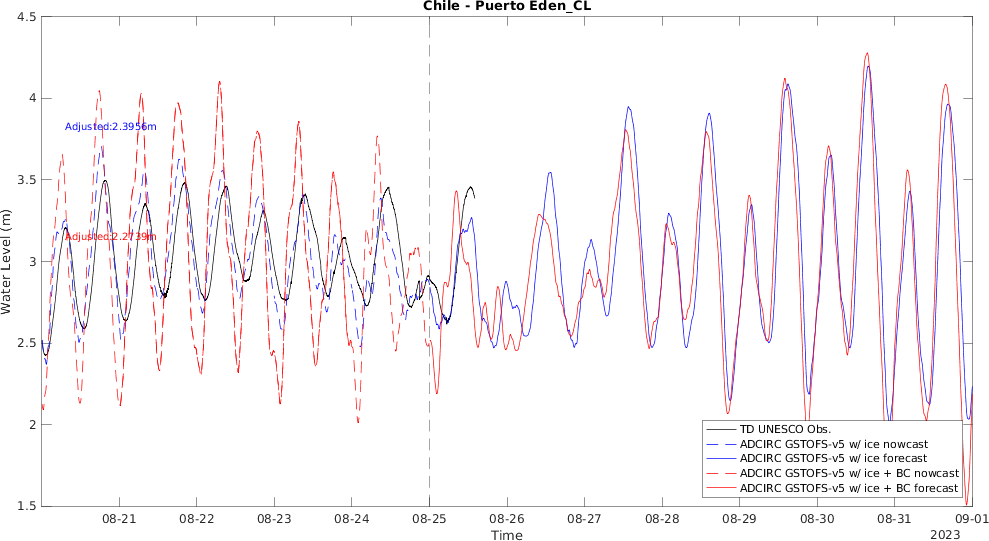 Chile - Puerto Eden_CL
4.5
4
3.5
3
2.5
2
1.5
Water Level (m)
Adjusted:2.3956m
Adjusted:2.2739m
TD UNESCO Obs.
ADCIRC GSTOFS-v5 w/ ice nowcast
ADCIRC GSTOFS-v5 w/ ice forecast
ADCIRC GSTOFS-v5 w/ ice + BC nowcast
ADCIRC GSTOFS-v5 w/ ice + BC forecast
08-21 08-22 08-23 08-24 08-25 08-26 08-27 08-28 08-29 08-30 08-31 09-01
Time
2023